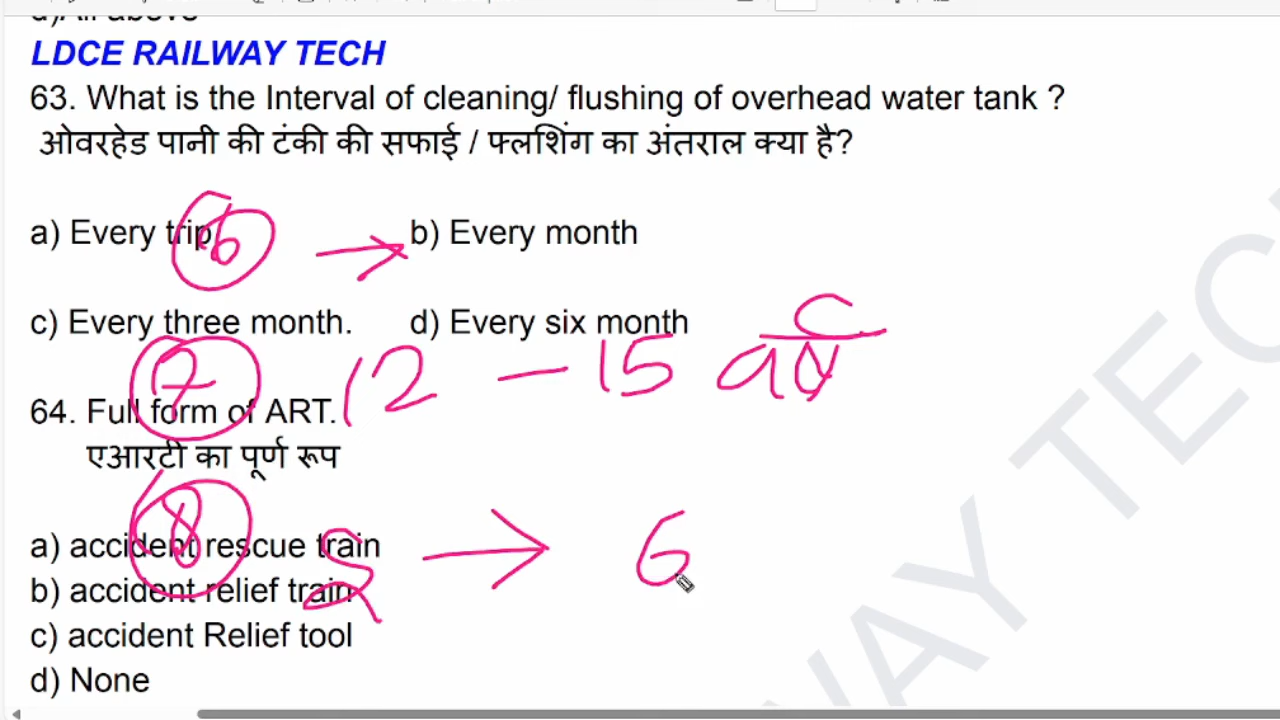 LDCE RAILWAY TECH
63. What is the Interval of cleaning/ flushing of overhead water tank ?
ओवरहेड पानी की टंकी की सफाई / फ्लशिंग का अंतराल क्या है?
a) Every trip b) Every month
6
c) Every three month. d) Every six month
7 12 - 15 वर्ष
64. Full form of ART.
एआरटी का पूर्ण रूप
8 6
a) accident rescue train
b) accident relief train
c) accident Relief tool
d) None
WAY TEC